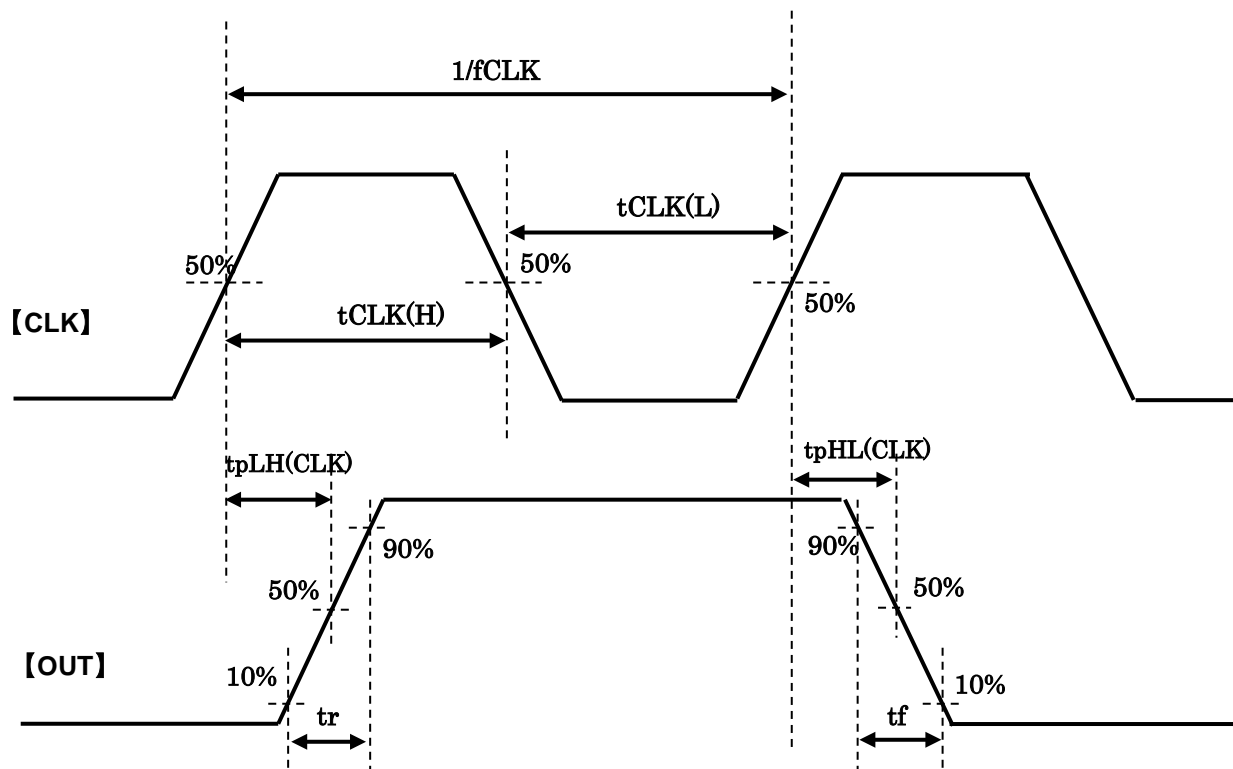 1/fCLK
tCLK(L)
50%
50%
50%
tCLK(H)
【CLK】
tpLH(CLK)
tpHL(CLK)
90%
90%
50%
50%
【OUT】
10%
10%
tr
tf